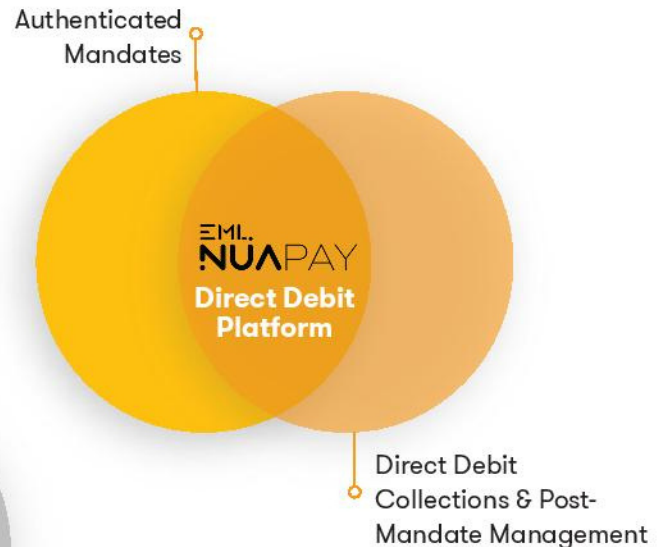 Authenticated
Mandates
EML.
NUAPAY
Direct Debit
Platform
Direct Debit
Collections & Post-
Mandate Management